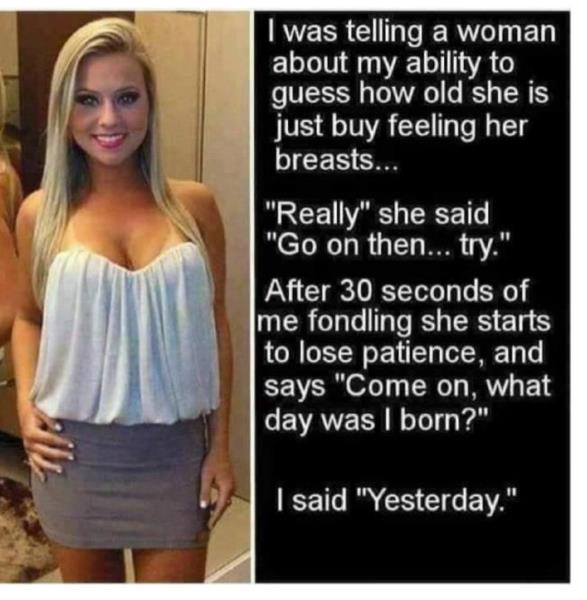 I was telling a woman
about my ability to
guess how old she is
just buy feeling her
breasts...
"Really" she said
"Go on then... try."
After 30 seconds of
me fondling she starts
to lose patience, and
says "Come on, what
day was I born?"
I said "Yesterday."